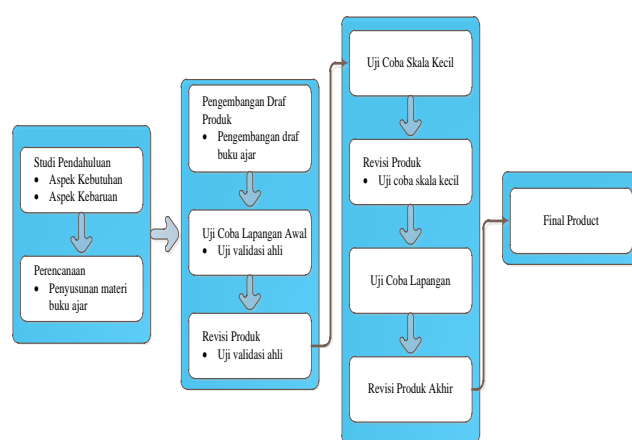 Studi Pendahuluan
• Aspek Kebutuhan
• Aspek Kebaruan
Perencanaan
• Penyusunan materi
buku ajar
Pengembangan Draf
Produk
• Pengembangan draf
buku ajar
Uji Coba Lapangan Awal
• Uji validasi ahli
Revisi Produk
• Uji validasi ahli
Uji Coba Skala Kecil
Revisi Produk
• Uji coba skala kecil
Uji Coba Lapangan
Revisi Produk Akhir
Final Product